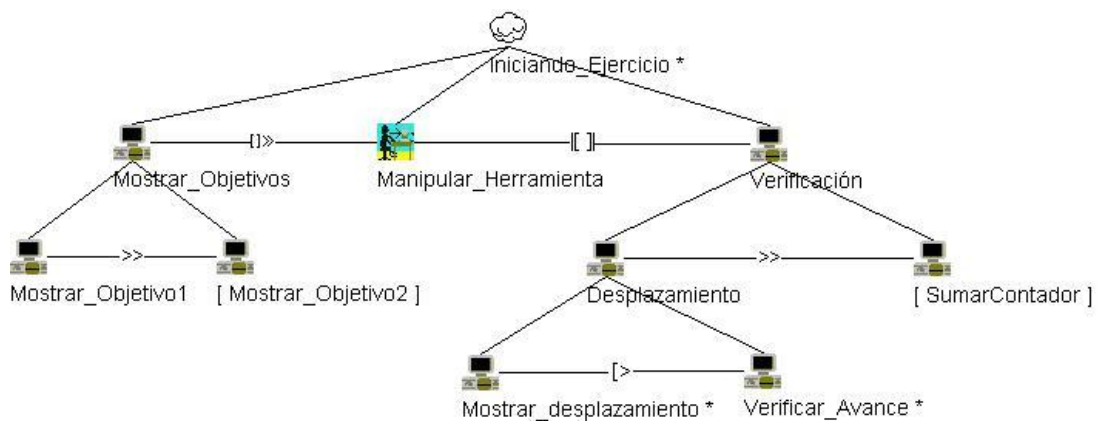 Iniciando_Ejercicio *
[]>>
|[ ]|
Mostrar_Objetivos
Manipular_Herramienta
Verificación
>>
>>
Mostrar_Objetivo1
[ Mostrar_Objetivo2 ]
Desplazamiento
[ SumarContador ]
[>
Mostrar_desplazamiento *
Verificar_Avance *